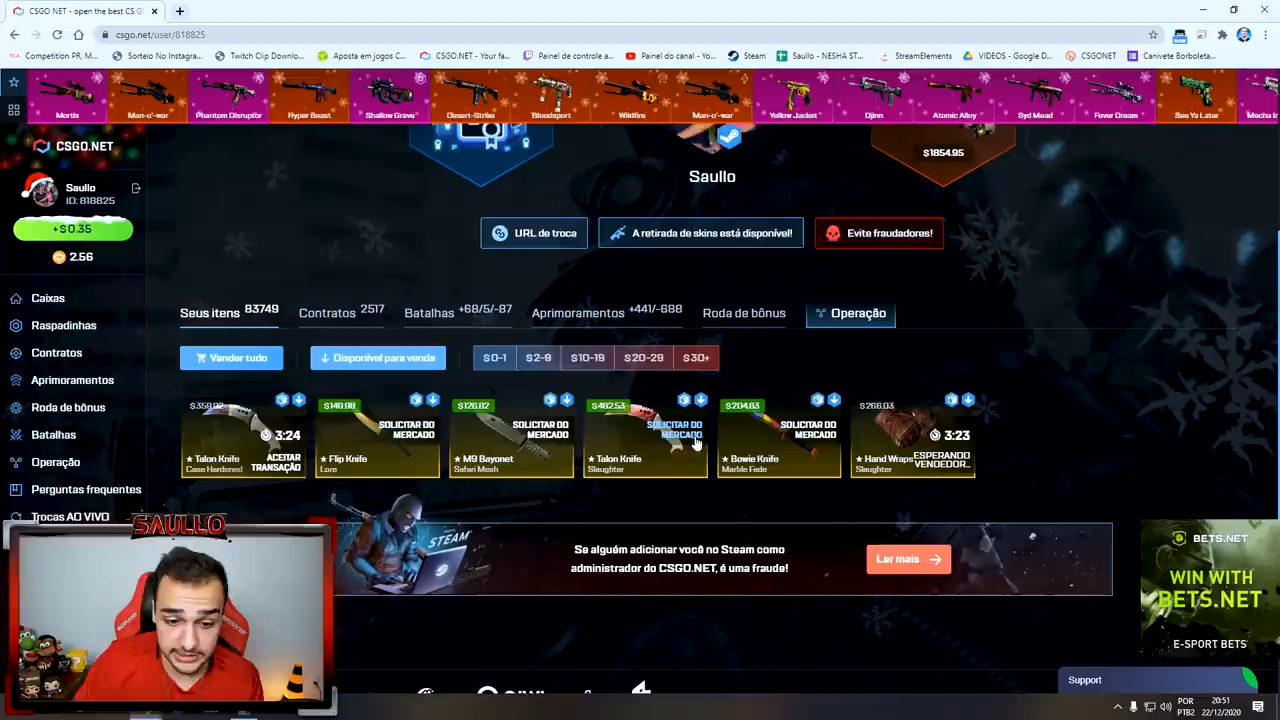 CSGO.NET - open the best CS G
csgo.net/user/818825
Competition PR, M...
Sorteio No Instagra...
Twitch Clip Downlo...
Aposta em jogos C...
CSGO.NET - Your fa...
Painel de controle a...
Painel do canal - Yo...
Steam
Saullo - NESHA ST...
StreamElements
VIDEOS - Google D...
CSGONET
Canivete Borboleta...
Mortis
Man-o'-war
Phantom Disruptor
Hyper Beast
Shallow Grave
Desert-Strike
Bloodsport
Wildfire
Man-o'-war
Yellow Jacket
Djinn
Atomic Alloy
Syd Mead
Fever Dream
See Ya Later
Mecha In
CSGO.NET
Saullo
ID: 818825
+$0.35
2.56
$1854.95
Saullo
URL de troca
A retirada de skins está disponível!
Evite fraudadores!
Caixas
Raspadinhas
Contratos
Aprimoramentos
Roda de bônus
Batalhas
Operação
Perguntas frequentes
Trocas AO VIVO
Seus itens 83749
Contratos 2517
Batalhas +68/5/-87
Aprimoramentos +441/-688
Roda de bônus
Operação
Vender tudo
Disponível para venda
$0-1
$2-9
$10-19
$20-29
$30+
3:24
ACEITAR
TRANSAÇÃO
★ Talon Knife
Case Hardened
$149.98
SOLICITAR DO
MERCADO
★ Flip Knife
Lore
$126.82
SOLICITAR DO
MERCADO
★ M9 Bayonet
Safari Mesh
$482.53
SOLICITAR DO
MERCADO
★ Talon Knife
Slaughter
$204.83
SOLICITAR DO
MERCADO
★ Bowie Knife
Marble Fade
$266.03
3:23
ESPERANDO
VENDEDOR...
★ Hand Wraps
Slaughter
STEAM
Se alguém adicionar você no Steam como
administrador do CSGO.NET, é uma fraude!
Ler mais
BETS.NET
WIN WITH
BETS.NET
E-SPORT BETS
SAULLO
Support
POR
PTB2
20:51
22/12/2020